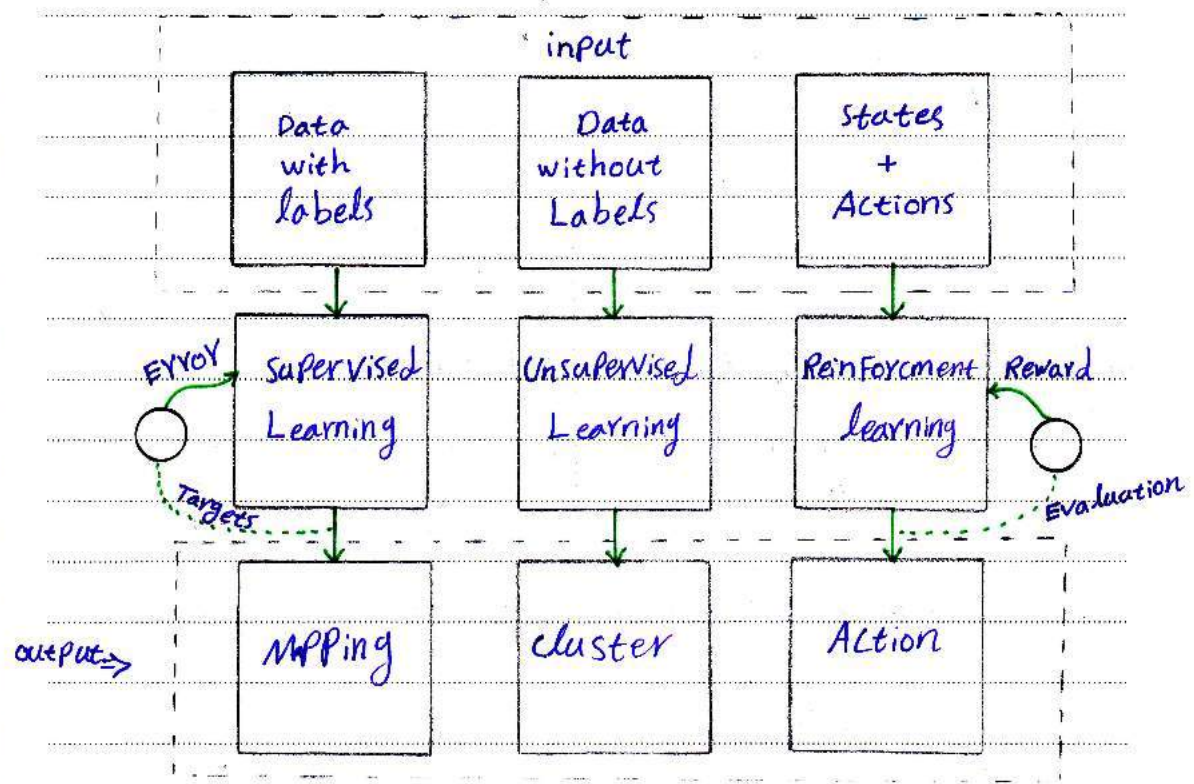 input
Data
with
labels
Data
without
Labels
States
+
Actions
Error
Supervised
Learning
Unsupervised
Learning
Reinforcment
learning
Reward
Targets
Evaluation
output⇒
Mpping
cluster
Action